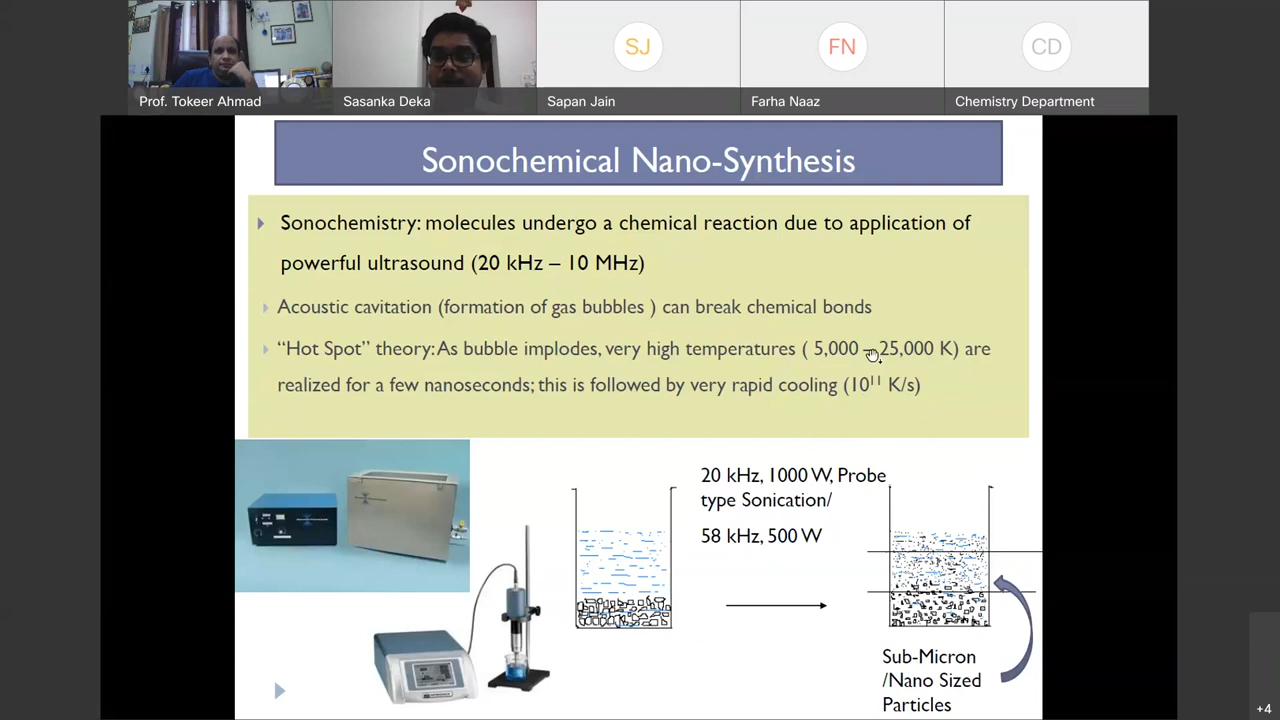 SJ
FN
CD
Prof. Tokeer Ahmad
Sasanka Deka
Sapan Jain
Farha Naaz
Chemistry Department
Sonochemical Nano-Synthesis
Sonochemistry: molecules undergo a chemical reaction due to application of
powerful ultrasound (20 kHz – 10 MHz)
Acoustic cavitation (formation of gas bubbles ) can break chemical bonds
“Hot Spot” theory: As bubble implodes, very high temperatures ( 5,000 – 25,000 K) are
realized for a few nanoseconds; this is followed by very rapid cooling (10¹¹ K/s)
20 kHz, 1000 W, Probe
type Sonication/
58 kHz, 500 W
Sub-Micron
/Nano Sized
Particles
+4